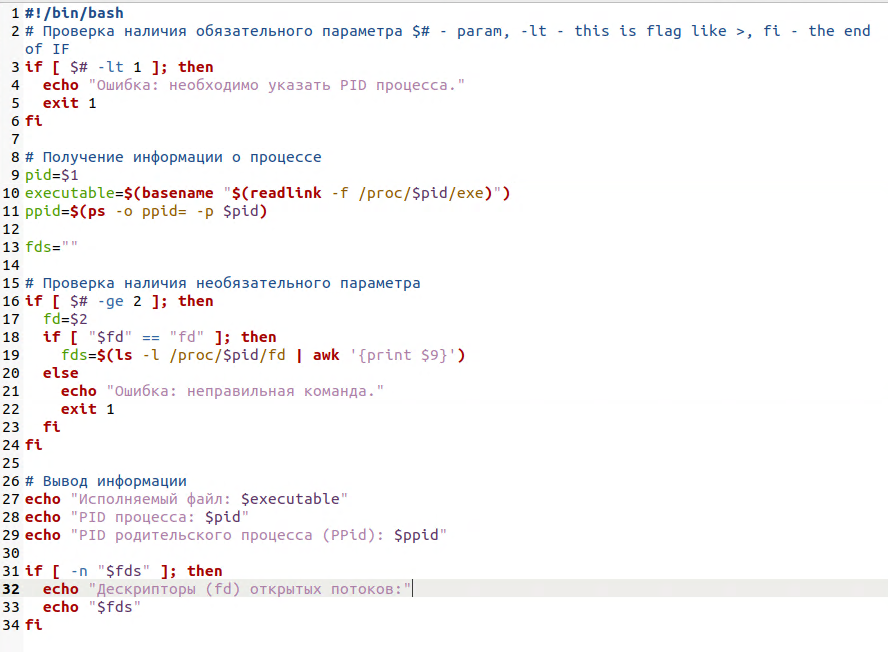 1 #!/bin/bash
2 # Проверка наличия обязательного параметра $# - param, -lt - this is flag like >, fi - the end
of IF
3 if [ $# -lt 1 ]; then
4   echo "Ошибка: необходимо указать PID процесса."
5   exit 1
6 fi
7
8 # Получение информации о процессе
9 pid=$1
10 executable=$(basename "$(readlink -f /proc/$pid/exe)")
11 ppid=$(ps -o ppid= -p $pid)
12
13 fds=""
14
15 # Проверка наличия необязательного параметра
16 if [ $# -ge 2 ]; then
17   fd=$2
18   if [ "$fd" == "fd" ]; then
19     fds=$(ls -l /proc/$pid/fd | awk '{print $9}')
20   else
21     echo "Ошибка: неправильная команда."
22     exit 1
23   fi
24 fi
25
26 # Вывод информации
27 echo "Исполняемый файл: $executable"
28 echo "PID процесса: $pid"
29 echo "PID родительского процесса (PPid): $ppid"
30
31 if [ -n "$fds" ]; then
32   echo "Дескрипторы (fd) открытых потоков:"
33   echo "$fds"
34 fi